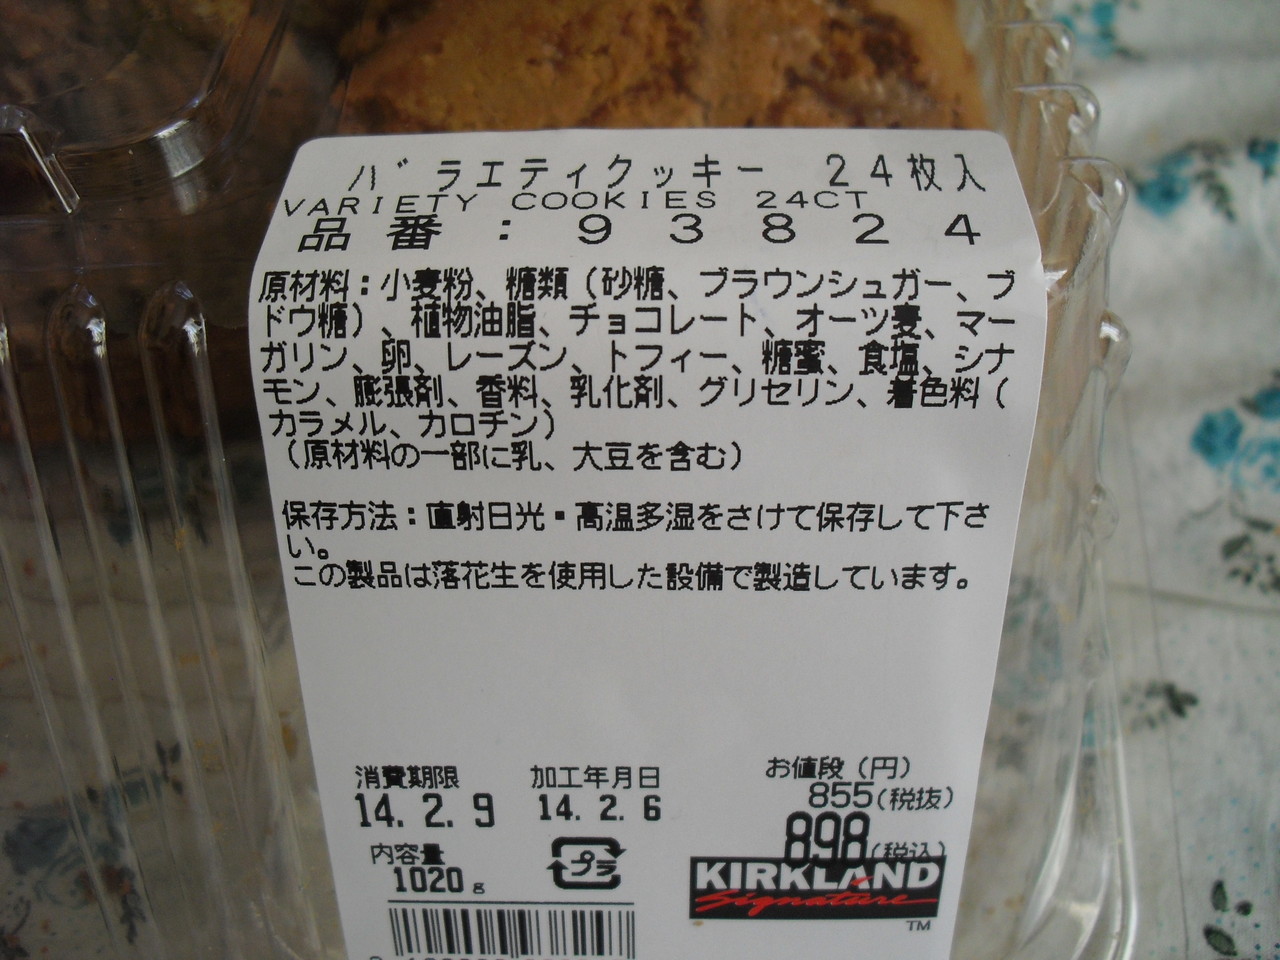 バラエティクッキー 24枚入
VARIETY COOKIES 24CT
品番:93824
原材料:小麦粉、糖類(砂糖、ブラウンシュガー、ブ
ドウ糖)、植物油脂、チョコレート、オーツ麦、マー
ガリン、卵、レーズン、トフィー、糖蜜、食塩、シナ
モン、膨張剤、香料、乳化剤、グリセリン、着色料(
カラメル、カロチン)
(原材料の一部に乳、大豆を含む)
保存方法:直射日光・高温多湿をさけて保存して下さ
い。
この製品は落花生を使用した設備で製造しています。
消費期限 加工年月日 お値段(円)
14. 2. 9 14. 2. 6 855(税抜)
898(税込)
内容量 プラ
1020g
KIRKLAND
Signature
TM